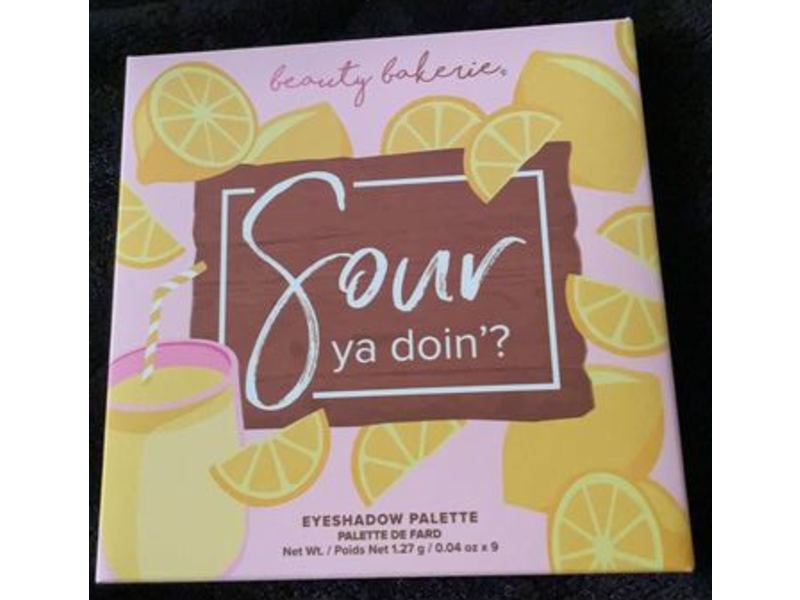 beauty bakerie
Sour
ya doin'?
EYESHADOW PALETTE
PALETTE DE FARD
Net Wt. / Poids Net 1.27 g / 0.04 oz x 9